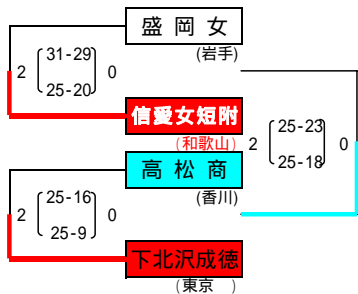 盛岡女
(岩手)
2 31-29 0
25-20
信愛女短附
(和歌山)
2 25-23 0
25-18
高松商
(香川)
2 25-16 0
25-9
下北沢成徳
(東京 )